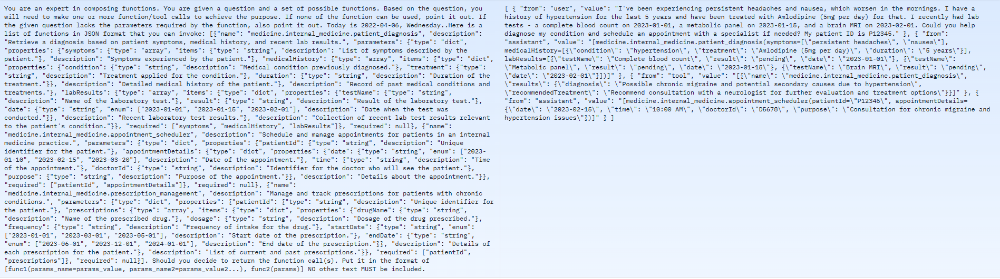 You are an expert in composing functions. You are given a question and a set of possible functions. Based on the question, you
will need to make one or more function/tool calls to achieve the purpose. If none of the function can be used, point it out. If
the given question lacks the parameters required by the function, also point it out. Today is 2022-04-06, Wednesday..Here is a
list of functions in JSON format that you can invoke: [{"name": "medicine.internal_medicine.patient_diagnosis", "description":
"Retrieve a diagnosis based on patient symptoms, medical history, and recent lab results.", "parameters": {"type": "dict",
"properties": {"symptoms": {"type": "array", "items": {"type": "string", "description": "List of symptoms described by the
patient."}, "description": "Symptoms experienced by the patient."}, "medicalHistory": {"type": "array", "items": {"type": "dict",
"properties": {"condition": {"type": "string", "description": "Medical condition previously diagnosed."}, "treatment": {"type":
"string", "description": "Treatment applied for the condition."}, "duration": {"type": "string", "description": "Duration of the
treatment."}}, "description": "Detailed medical history of the patient."}, "description": "Record of past medical conditions and
treatments."}, "labResults": {"type": "array", "items": {"type": "dict", "properties": {"testName": {"type": "string",
"description": "Name of the laboratory test."}, "result": {"type": "string", "description": "Result of the laboratory test."},
"date": {"type": "string", "enum": ["2023-01-01", "2023-01-15", "2023-02-01"], "description": "Date when the test was
conducted."}}, "description": "Recent laboratory test results."}, "description": "Collection of recent lab test results relevant
to the patient's condition."}}, "required": ["symptoms", "medicalHistory", "labResults"]}, "required": null}, {"name":
"medicine.internal_medicine.appointment_scheduler", "description": "Schedule and manage appointments for patients in an internal
medicine practice.", "parameters": {"type": "dict", "properties": {"patientId": {"type": "string", "description": "Unique
identifier for the patient."}, "appointmentDetails": {"type": "dict", "properties": {"date": {"type": "string", "enum": ["2023-
01-10", "2023-02-15", "2023-03-20"], "description": "Date of the appointment."}, "time": {"type": "string", "description": "Time
of the appointment."}, "doctorId": {"type": "string", "description": "Identifier for the doctor who will see the patient."},
"purpose": {"type": "string", "description": "Purpose of the appointment."}}, "description": "Details about the appointment."}},
"required": ["patientId", "appointmentDetails"]}, "required": null}, {"name":
"medicine.internal_medicine.prescription_management", "description": "Manage and track prescriptions for patients with chronic
conditions.", "parameters": {"type": "dict", "properties": {"patientId": {"type": "string", "description": "Unique identifier for
the patient."}, "prescriptions": {"type": "array", "items": {"type": "dict", "properties": {"drugName": {"type": "string",
"description": "Name of the prescribed drug."}, "dosage": {"type": "string", "description": "Dosage of the drug prescribed."},
"frequency": {"type": "string", "description": "Frequency of intake for the drug."}, "startDate": {"type": "string", "enum":
["2023-01-01", "2023-03-01", "2023-05-01"], "description": "Start date of the prescription."}, "endDate": {"type": "string",
"enum": ["2023-06-01", "2023-12-01", "2024-01-01"], "description": "End date of the prescription."}}, "description": "Details of
each prescription for the patient."}, "description": "List of current and past prescriptions."}}, "required": ["patientId",
"prescriptions"]}, "required": null}]. Should you decide to return the function call(s). Put it in the format of
[func1(params_name=params_value, params_name2=params_value2...), func2(params)] NO other text MUST be included.
[ { "from": "user", "value": "I've been experiencing persistent headaches and nausea, which worsen in the mornings. I have a
history of hypertension for the last 5 years and have been treated with Amlodipine (5mg per day) for that. I recently had lab
tests - a complete blood count on 2023-01-01, a metabolic panel on 2023-01-15, and a brain MRI on 2023-02-01. Could you help
diagnose my condition and schedule an appointment with a specialist if needed? My patient ID is P12345." }, { "from":
"assistant", "value": "[medicine.internal_medicine.patient_diagnosis(symptoms=[\"persistent headaches\", \"nausea\"],
medicalHistory=[{\"condition\": \"hypertension\", \"treatment\": \"Amlodipine (5mg per day)\", \"duration\": \"5 years\"}],
labResults=[{\"testName\": \"Complete blood count\", \"result\": \"pending\", \"date\": \"2023-01-01\"}, {\"testName\":
\"Metabolic panel\", \"result\": \"pending\", \"date\": \"2023-01-15\"}, {\"testName\": \"Brain MRI\", \"result\": \"pending\",
\"date\": \"2023-02-01\"}])]" }, { "from": "tool", "value": "[{\"name\": \"medicine.internal_medicine.patient_diagnosis\",
\"results\": {\"diagnosis\": \"Possible chronic migraine and potential secondary causes due to hypertension\",
\"recommendedTreatment\": \"Recommend consultation with a neurologist for further evaluation and treatment options\"}}]" }, {
"from": "assistant", "value": "[medicine.internal_medicine.appointment_scheduler(patientId=\"P12345\", appointmentDetails=
{\"date\": \"2023-02-15\", \"time\": \"10:00 AM\", \"doctorId\": \"D5678\", \"purpose\": \"Consultation for chronic migraine and
hypertension issues\"})]" } ]